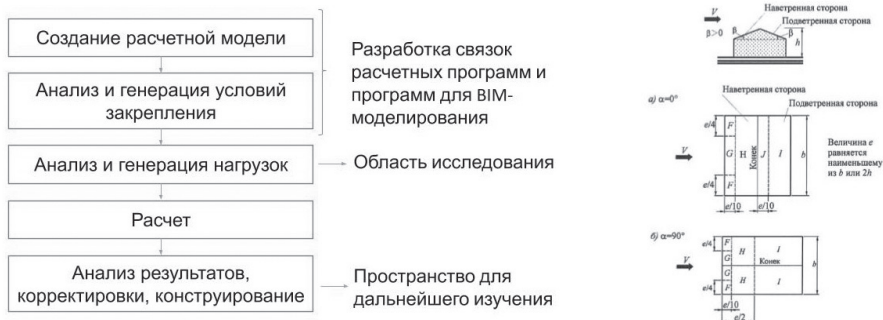 Создание расчетной модели
Анализ и генерация условий
закрепления
Анализ и генерация нагрузок
Расчет
Анализ результатов,
корректировки, конструирование
Разработка связок
расчетных программ и
программ для BIM-
моделирования
Область исследования
Пространство для
дальнейшего изучения
V
Наветренная сторона
Подветренная сторона
β>0
β
β
h
Наветренная сторона
а) α=0°
Подветренная сторона
e/4
F
V
G
H
Конек
J
I
b
e/4
F
e/10
e/10
Величина e
равняется
наименьшему
из b или 2h
б) α=90°
e/4
F
H
I
G
V
Конек
b
G
e/4
F
H
I
e/10
e/2